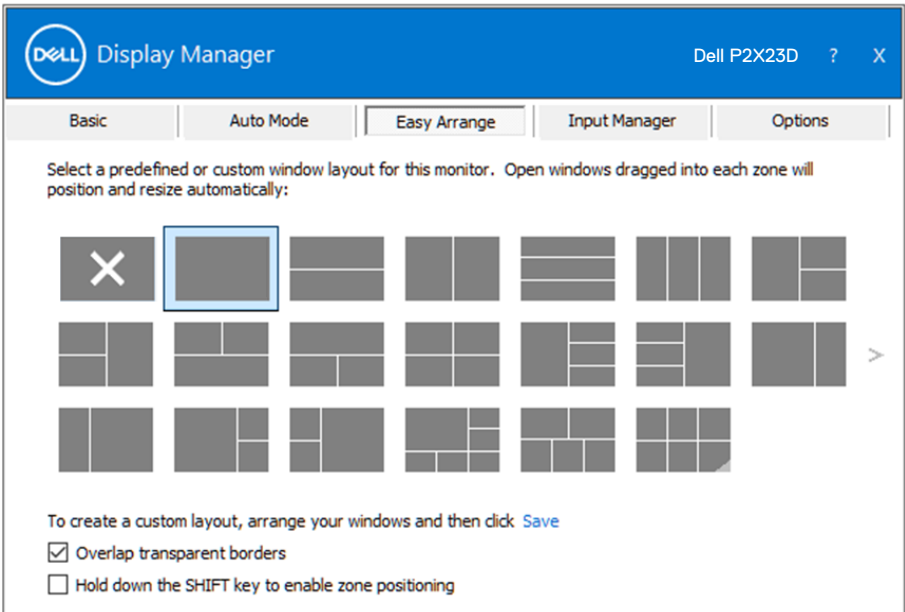 DELL Display Manager Dell P2X23D ? X
Basic Auto Mode Easy Arrange Input Manager Options
Select a predefined or custom window layout for this monitor. Open windows dragged into each zone will
position and resize automatically:
>
To create a custom layout, arrange your windows and then click Save
Overlap transparent borders
Hold down the SHIFT key to enable zone positioning